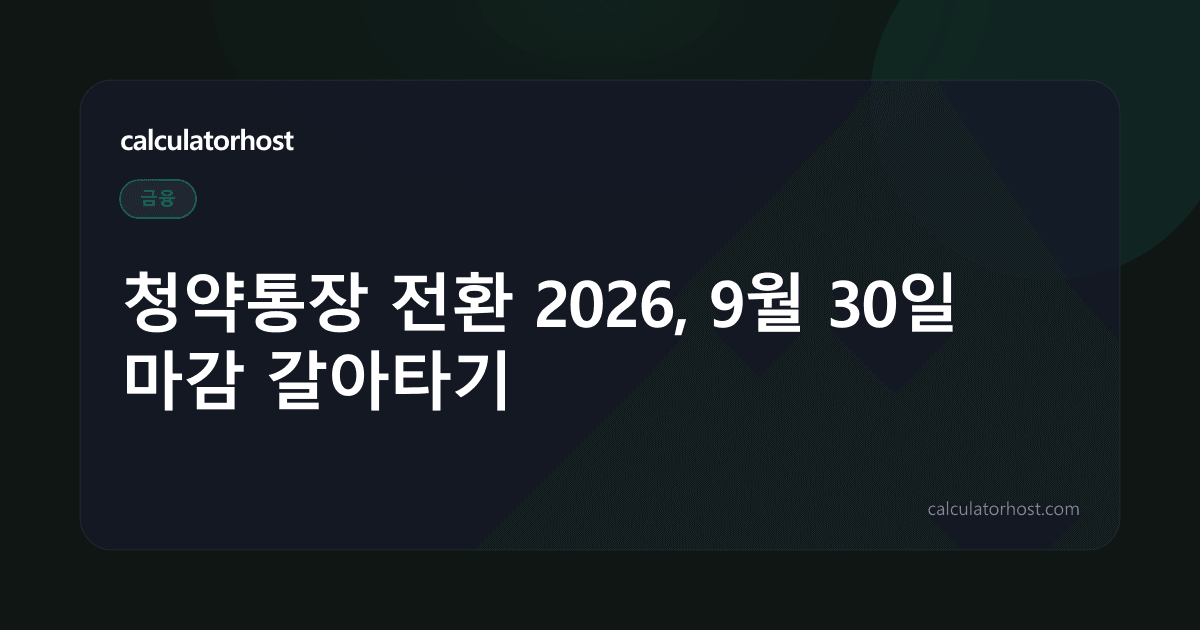 calculatorhost
금융
청약통장 전환 2026, 9월 30일
마감 갈아타기
calculatorhost.com